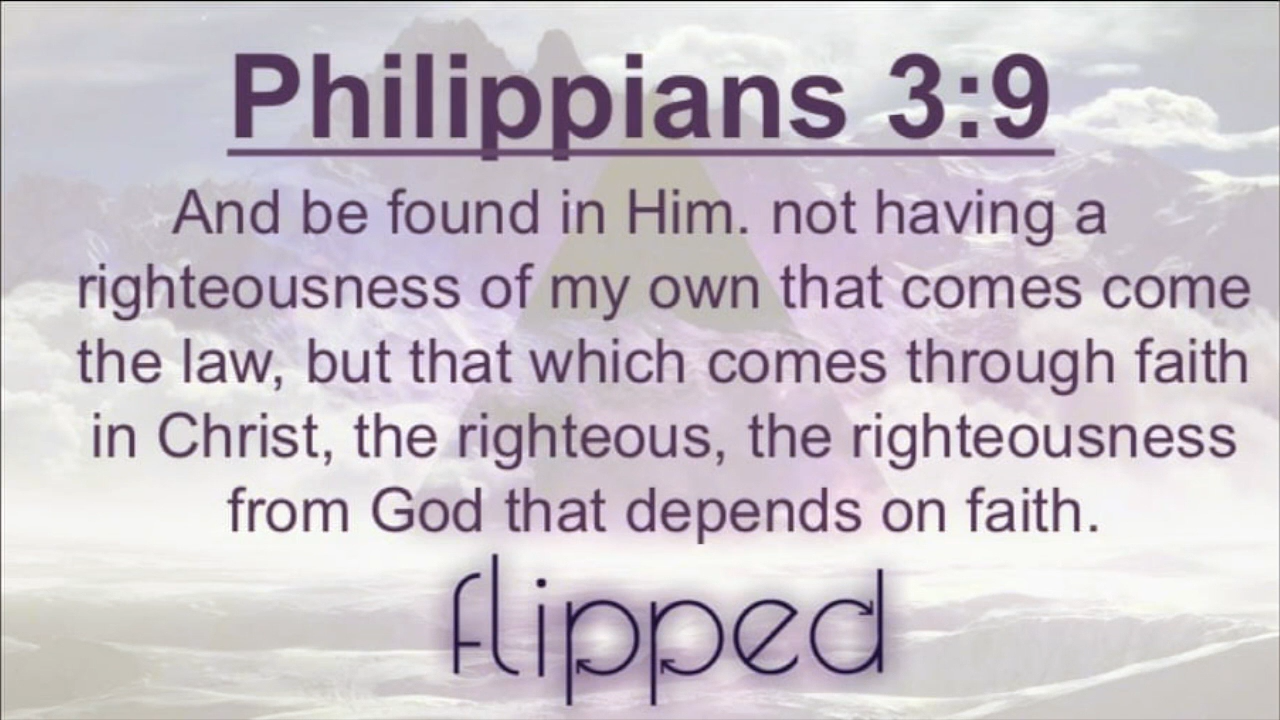 Philippians 3:9
And be found in Him. not having a
righteousness of my own that comes come
the law, but that which comes through faith
in Christ, the righteous, the righteousness
from God that depends on faith.
flipped